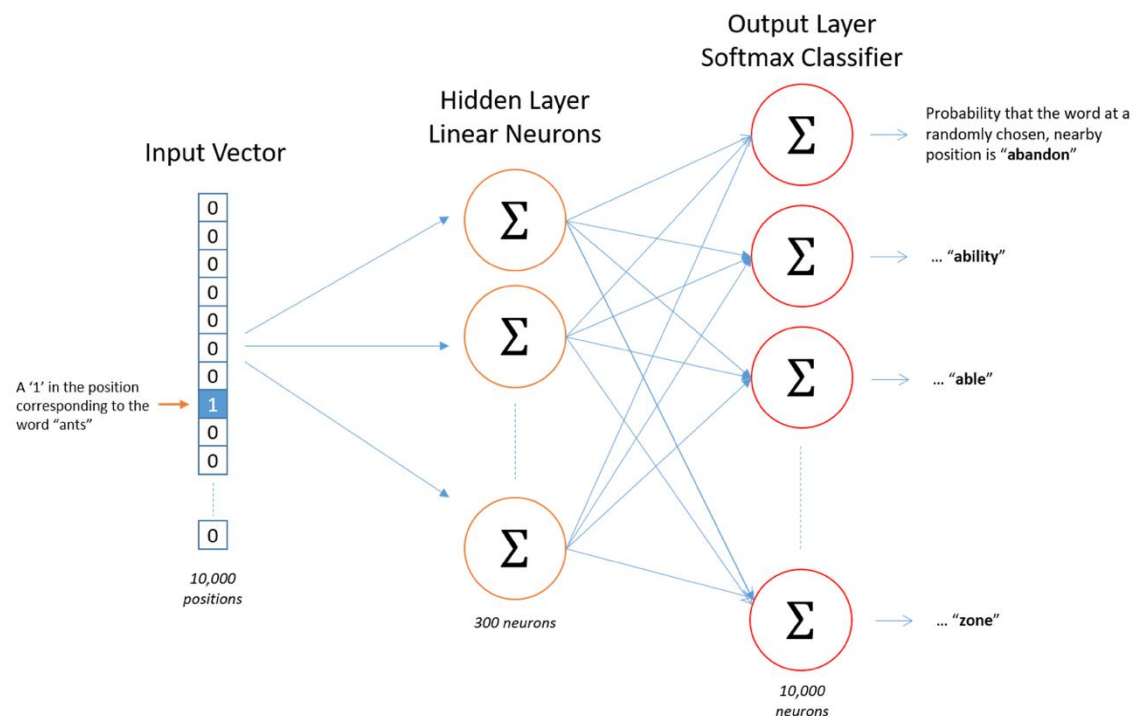 Output Layer
Softmax Classifier
Hidden Layer
Linear Neurons
Input Vector
0
0
0
0
0
0
0
1
0
0
0
A ‘1’ in the position
corresponding to the
word “ants”
10,000
positions
Σ
Σ
Σ
300 neurons
Σ
Σ
Σ
Σ
10,000
neurons
Probability that the word at a
randomly chosen, nearby
position is “abandon”
... “ability”
... “able”
... “zone”